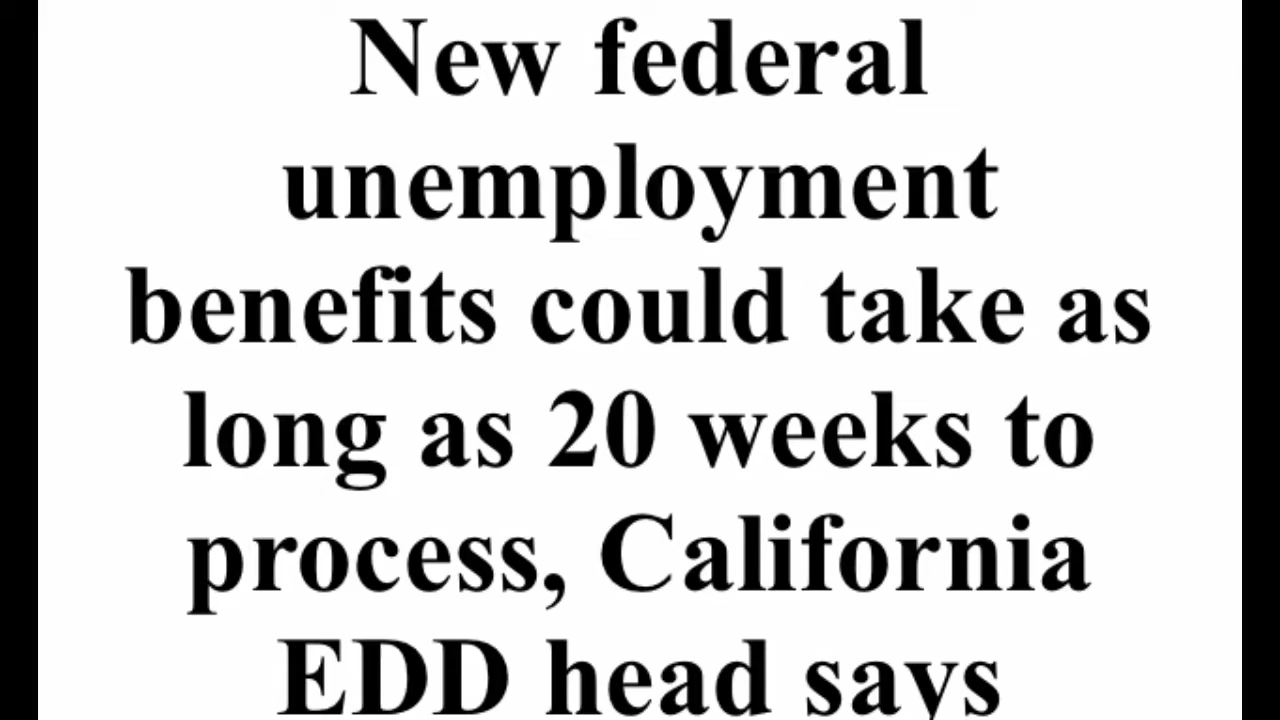 New federal
unemployment
benefits could take as
long as 20 weeks to
process, California
EDD head says